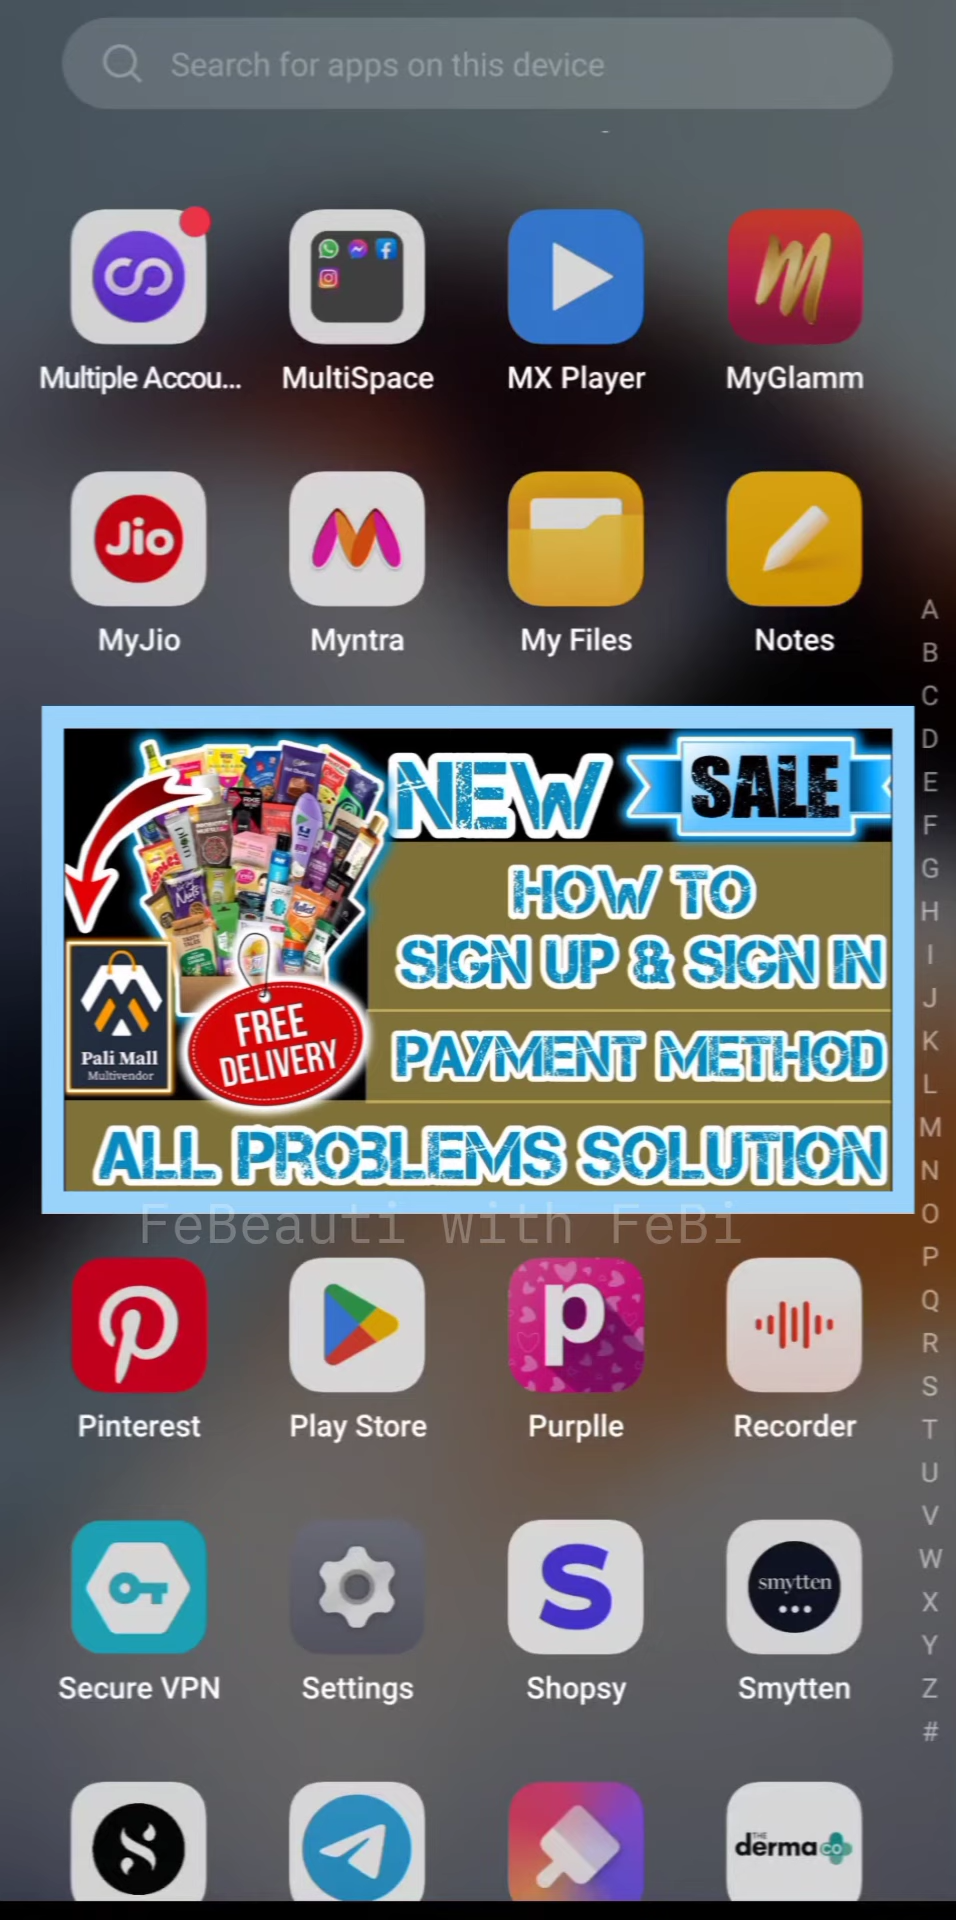 Search for apps on this device
Multiple Accou...
MultiSpace
MX Player
MyGlamm
Jio
MyJio
Myntra
My Files
Notes
NEW
SALE
HOW TO
SIGN UP & SIGN IN
PAYMENT METHOD
ALL PROBLEMS SOLUTION
FREE
DELIVERY
Pali Mall
Multivendor
FeBeauti with FeBi
Pinterest
Play Store
p
Purplle
Recorder
Secure VPN
Settings
S
Shopsy
smytten
Smytten
THE
derma co
A
B
C
D
E
F
G
H
I
J
K
L
M
N
O
P
Q
R
S
T
U
V
W
X
Y
Z
#